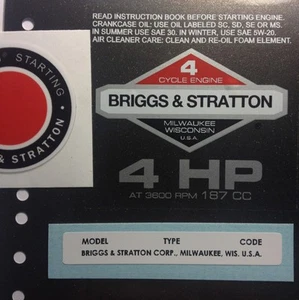 READ INSTRUCTION BOOK BEFORE STARTING ENGINE.
CRANKCASE OIL: USE OIL LABELED SC, SD, SE OR MS.
IN SUMMER USE SAE 30. IN WINTER, USE SAE 5W-20.
AIR CLEANER CARE: CLEAN AND RE-OIL FOAM ELEMENT.
STARTING
& STRATTON
4
CYCLE ENGINE
BRIGGS & STRATTON
MILWAUKEE
WISCONSIN
U.S.A.
4 HP
AT 3600 RPM 187 CC
MODEL TYPE CODE
BRIGGS & STRATTON CORP., MILWAUKEE, WIS. U.S.A.